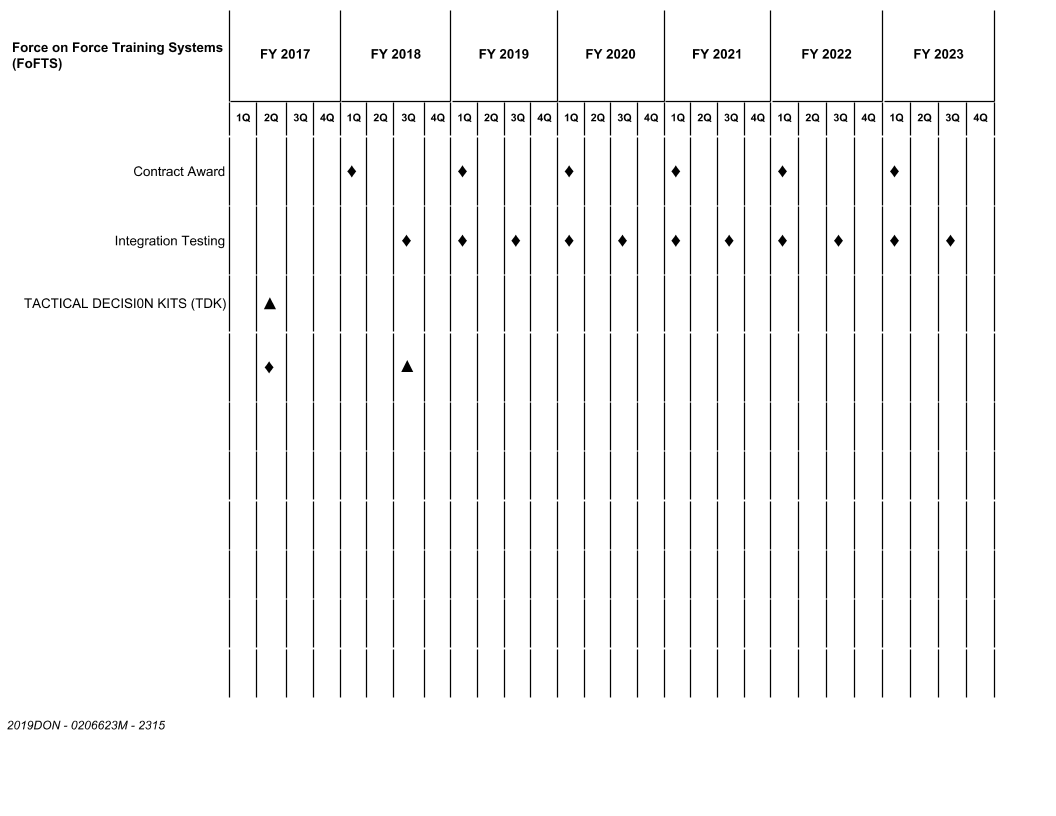 Force on Force Training Systems
(FoFTS)
FY 2017 FY 2018 FY 2019 FY 2020 FY 2021 FY 2022 FY 2023
1Q 2Q 3Q 4Q 1Q 2Q 3Q 4Q 1Q 2Q 3Q 4Q 1Q 2Q 3Q 4Q 1Q 2Q 3Q 4Q 1Q 2Q 3Q 4Q 1Q 2Q 3Q 4Q
Contract Award
Integration Testing
TACTICAL DECISI0N KITS (TDK)
2019DON - 0206623M - 2315